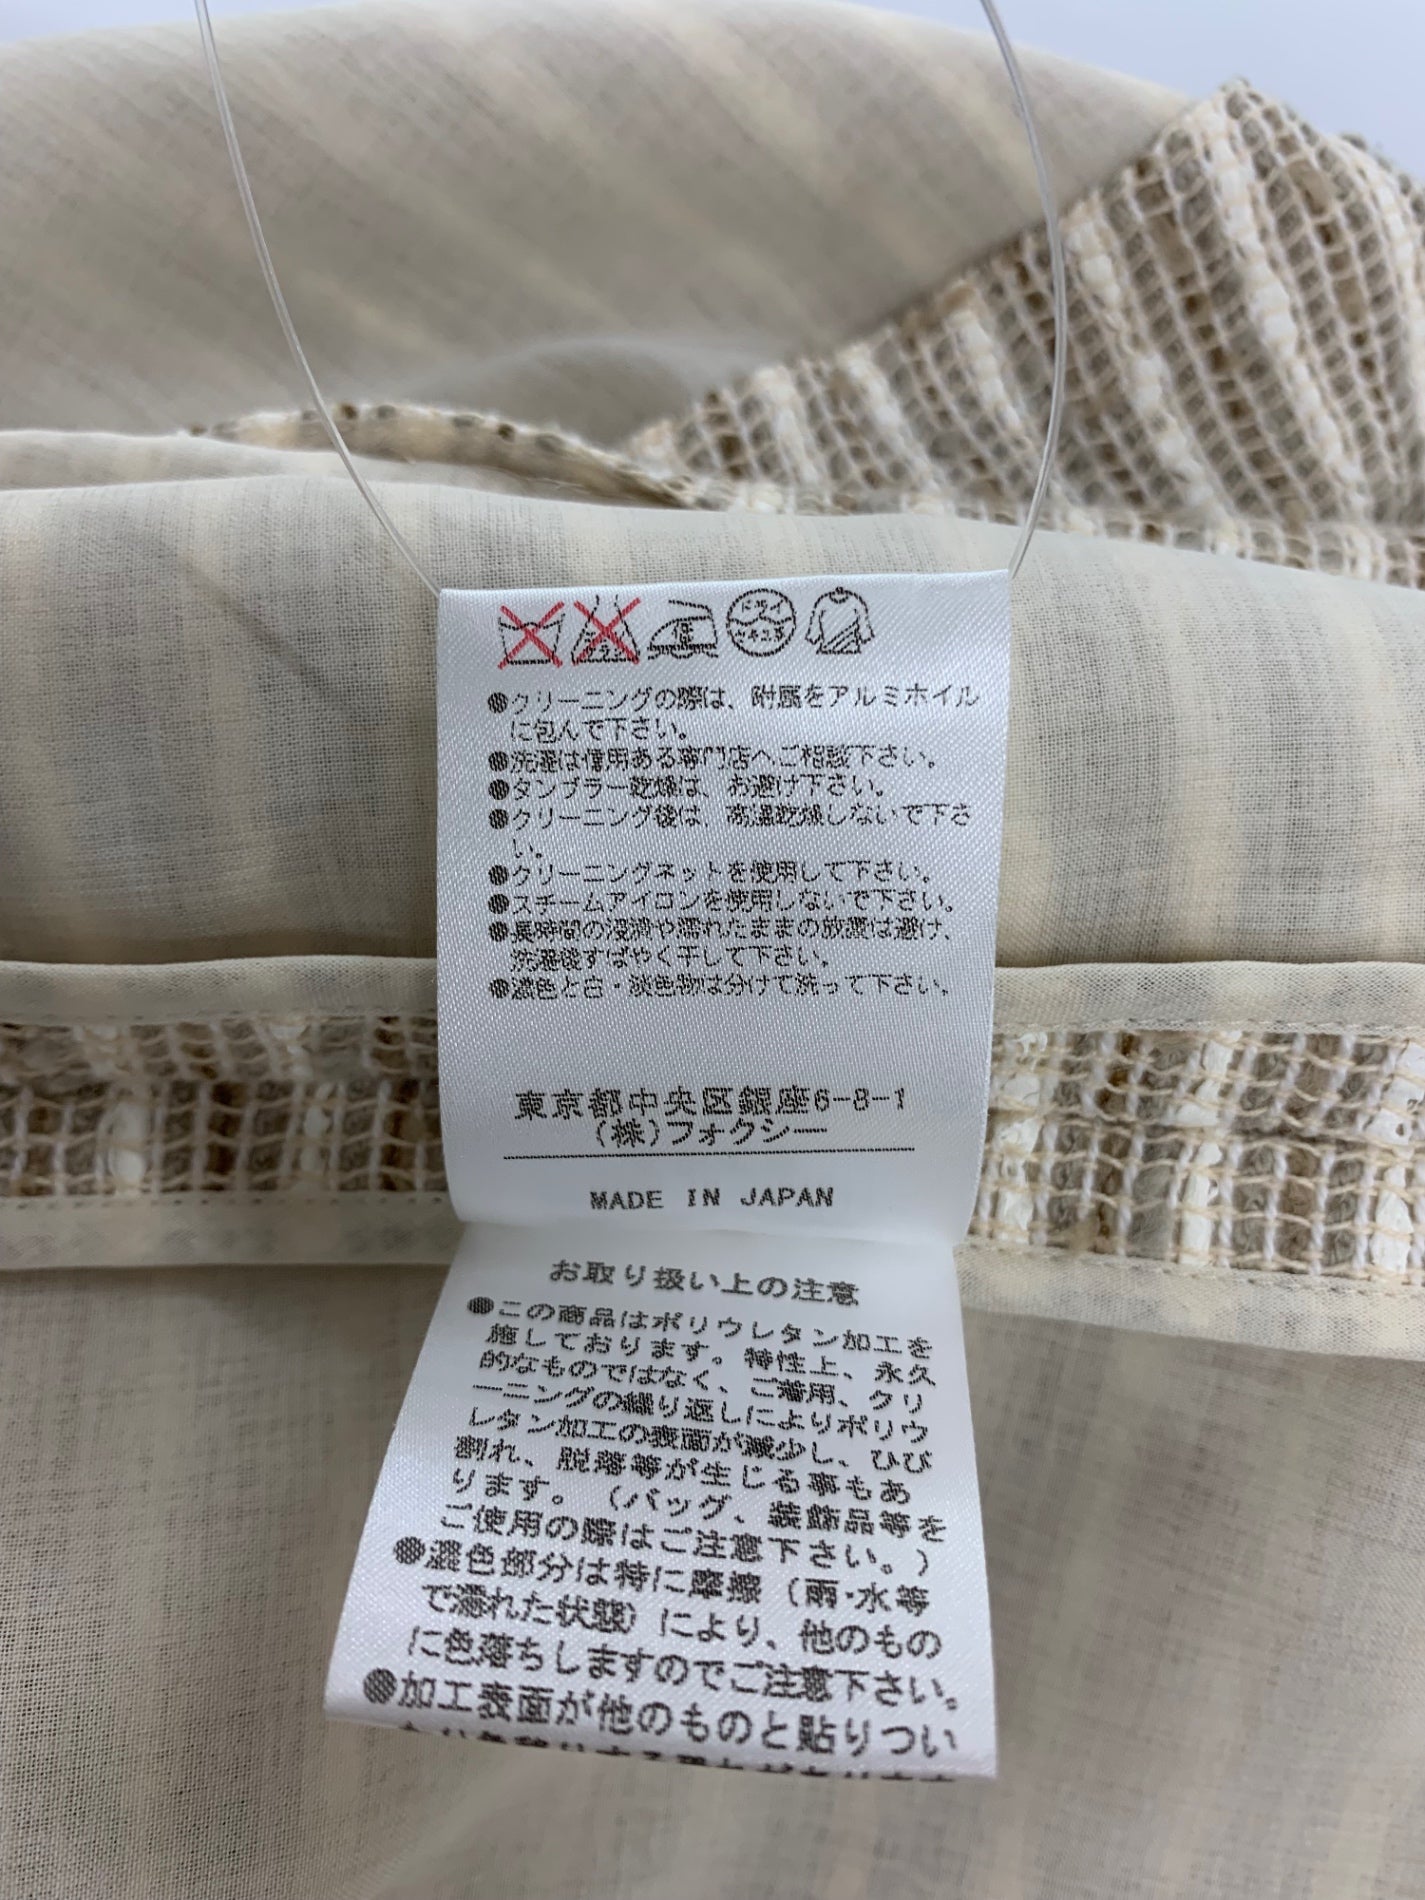 エンソ
サラシ
中
ドライ
セキユ系
●クリーニングの際は、附属をアルミホイル
に包んで下さい。
●洗濯は信用ある専門店へご相談下さい。
●タンブラー乾燥は、お避け下さい。
●クリーニング後は、高温乾燥しないで下さ
い。
●クリーニングネットを使用して下さい。
●スチームアイロンを使用しないで下さい。
●長時間の浸漬や濡れたままの放置は避け、
洗濯後すばやく干して下さい。
●濃色と白・淡色物は分けて洗って下さい。
東京都中央区銀座6-8-1
(株)フォクシー
MADE IN JAPAN
お取り扱い上の注意
●この商品はポリウレタン加工を
施しております。特性上、永久
的なものではなく、ご着用、クリ
ーニングの繰り返しによりポリウ
レタン加工の表面が減少し、ひび
割れ、脱落等が生じる事もあ
ります。(バッグ、装飾品等を
ご使用の際はご注意下さい。)
●濃色部分は特に摩擦(雨・水等
で濡れた状態)により、他のもの
に色落ちしますのでご注意下さい。
●加工表面が他のものと貼りつい